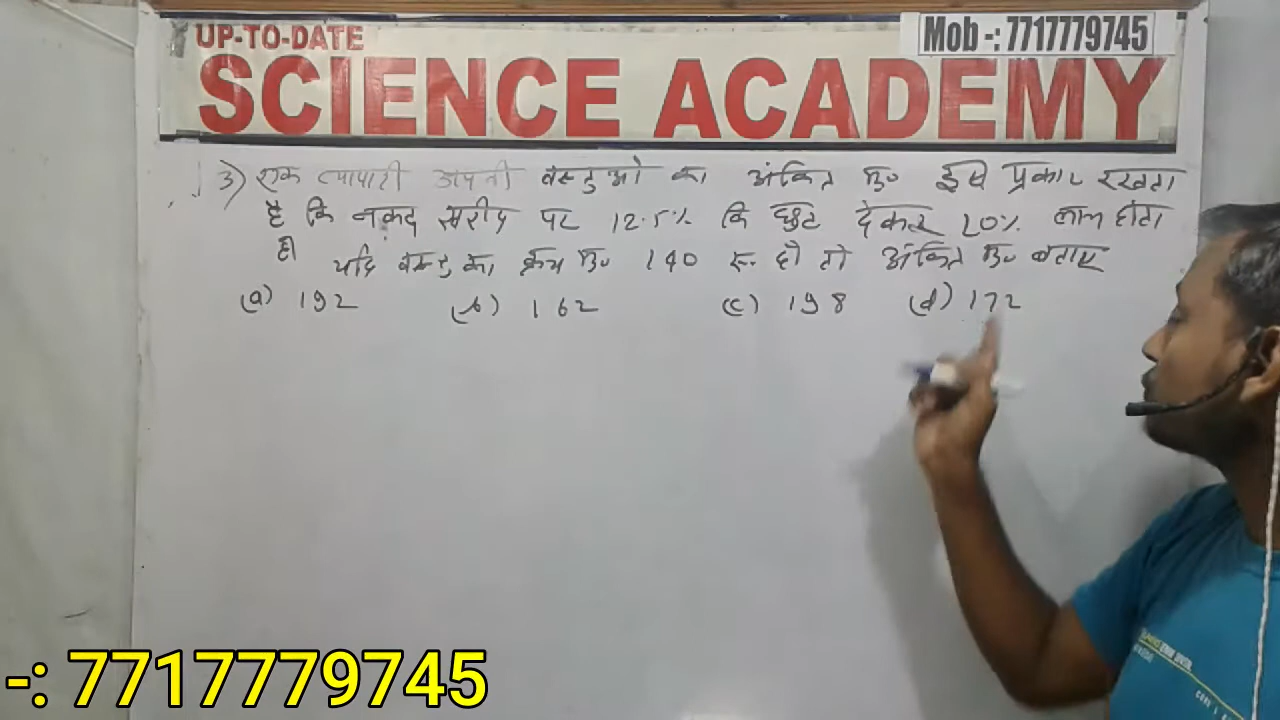 UP-TO-DATE
Mob -: 7717779745
SCIENCE ACADEMY
3) एक व्यापारी अपनी वस्तुओ का अंकित मू० इस प्रकार रखता
है कि नकद खरीद पर 12.5% कि छुट देकर 20% लाभ होता
हो यदि वस्तु का क्रय मू० 140 रू. हो तो अंकित मू० बताए
(a) 192 (b) 162 (c) 198 (d) 172
-: 7717779745